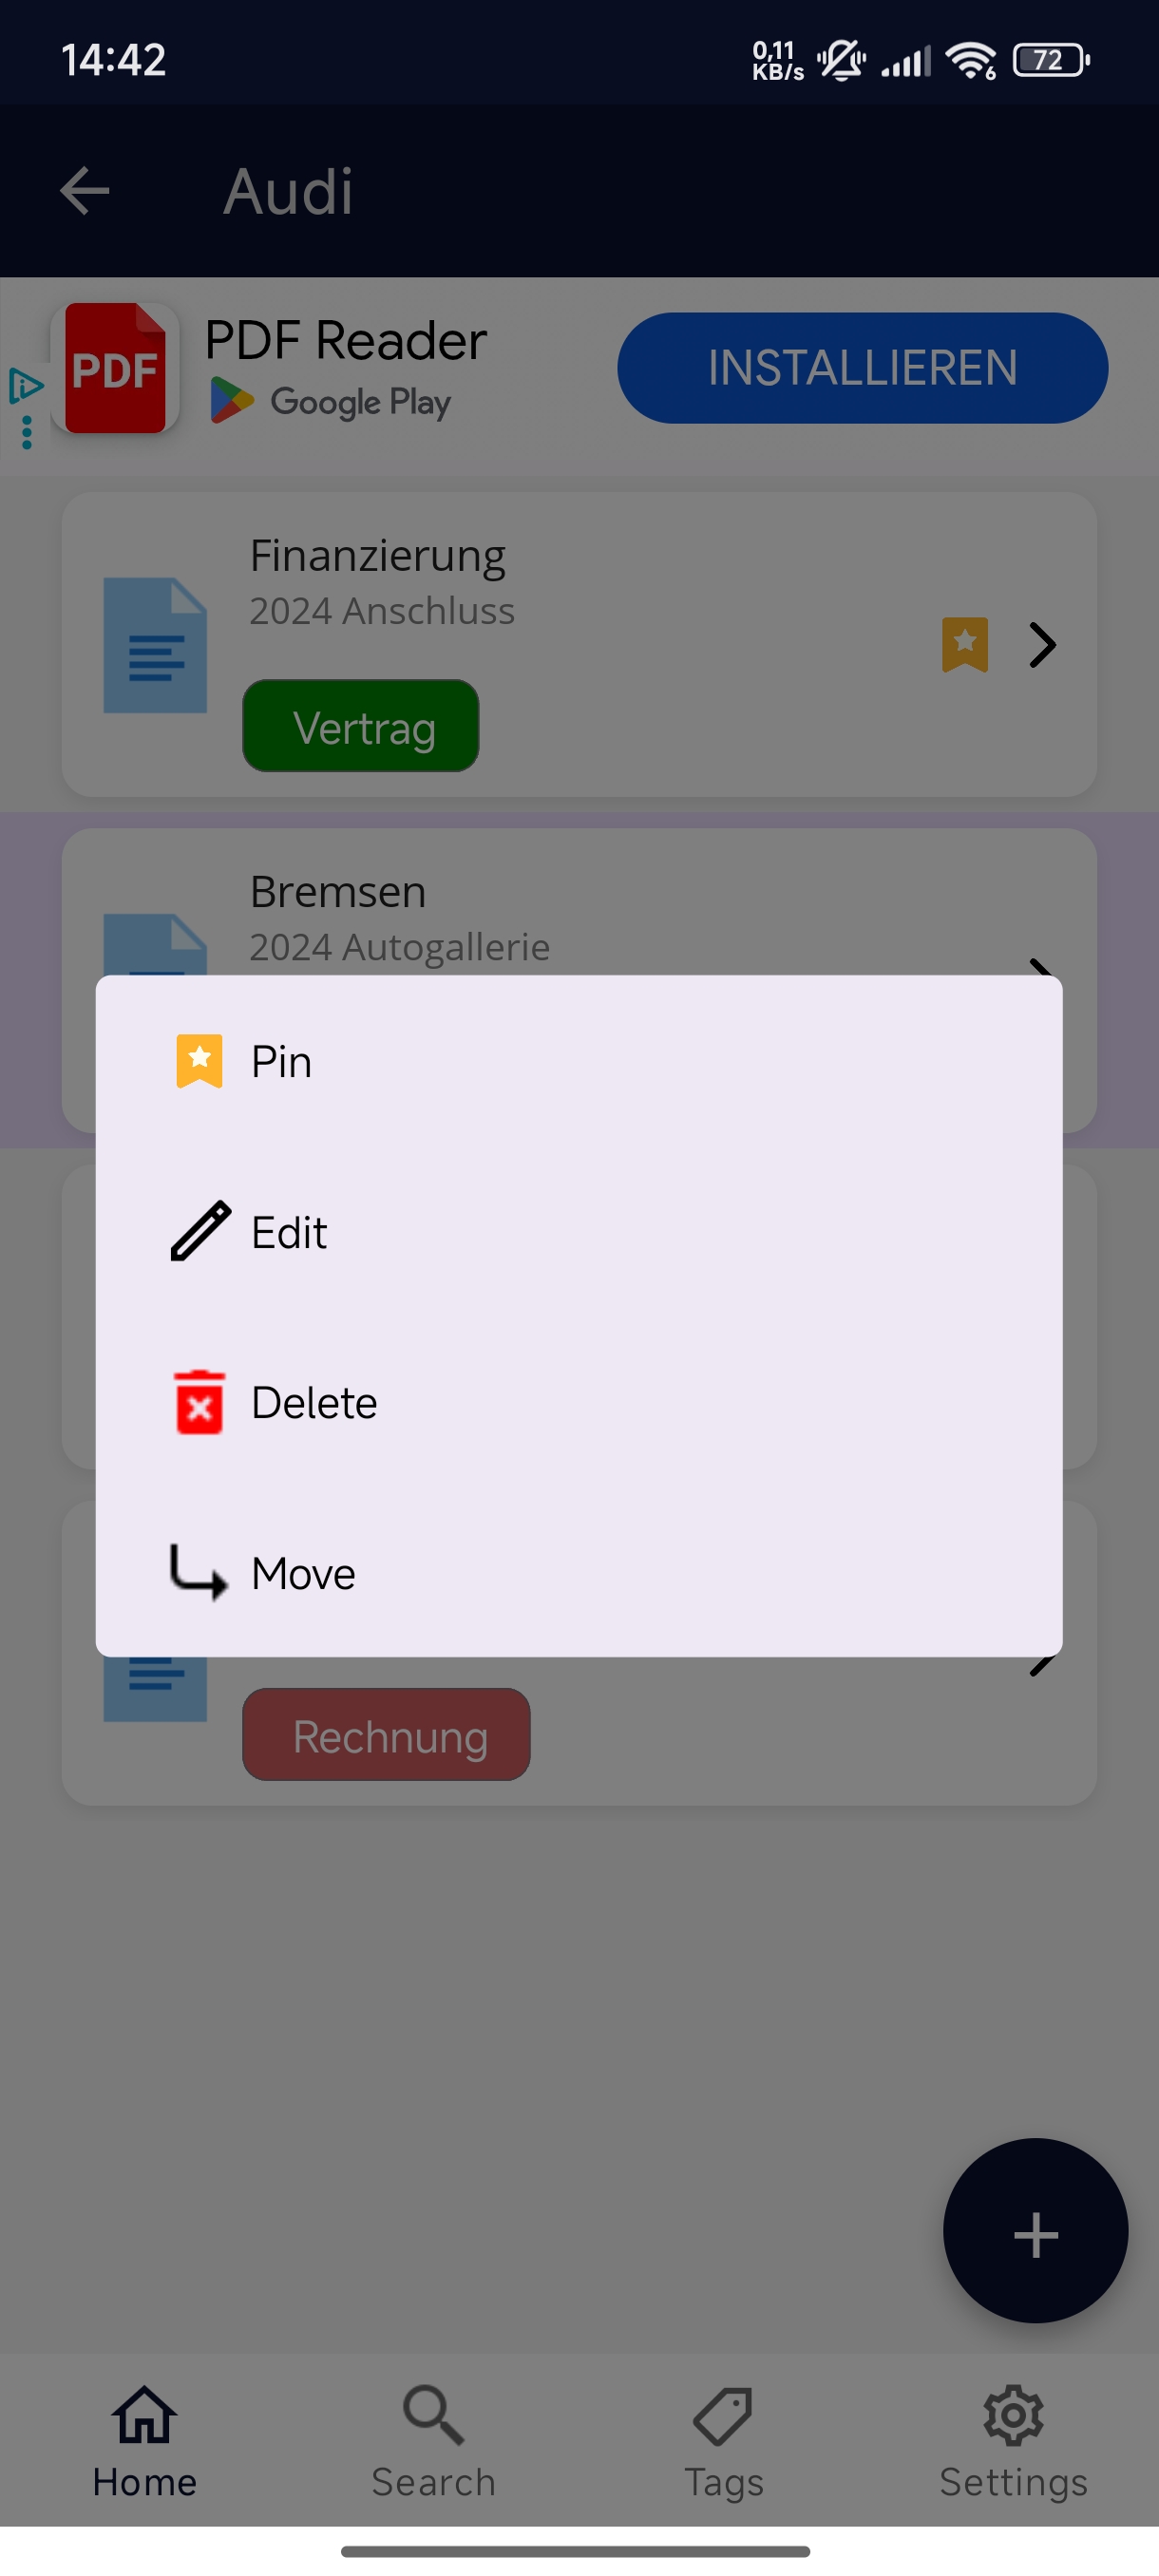 14:42
0,11
KB/s
6
72
Audi
PDF
PDF Reader
Google Play
INSTALLIEREN
Finanzierung
2024 Anschluss
Vertrag
Bremsen
2024 Autogallerie
Pin
Edit
Delete
Move
Rechnung
+
Home
Search
Tags
Settings